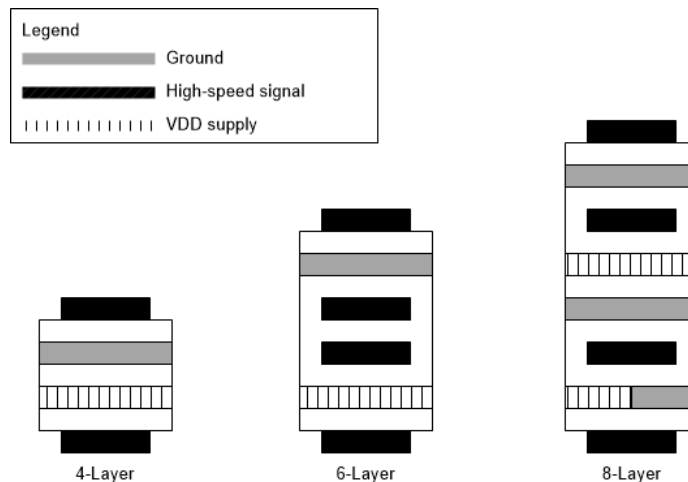 Legend
Ground
High-speed signal
VDD supply
4-Layer
6-Layer
8-Layer